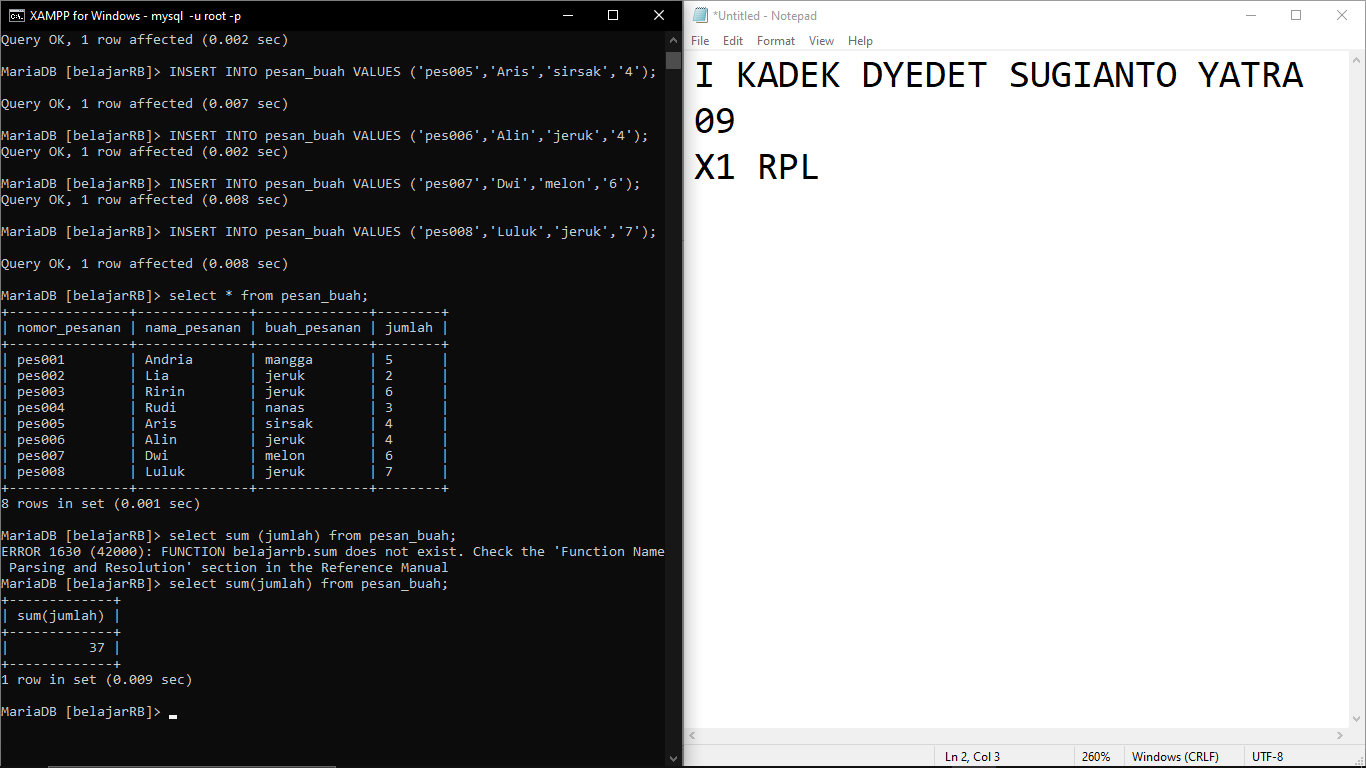 XAMPP for Windows - mysql  -u root -p
Query OK, 1 row affected (0.002 sec)
MariaDB [belajarRB]> INSERT INTO pesan_buah VALUES ('pes005','Aris','sirsak','4');
Query OK, 1 row affected (0.007 sec)
MariaDB [belajarRB]> INSERT INTO pesan_buah VALUES ('pes006','Alin','jeruk','4');
Query OK, 1 row affected (0.002 sec)
MariaDB [belajarRB]> INSERT INTO pesan_buah VALUES ('pes007','Dwi','melon','6');
Query OK, 1 row affected (0.008 sec)
MariaDB [belajarRB]> INSERT INTO pesan_buah VALUES ('pes008','Luluk','jeruk','7');
Query OK, 1 row affected (0.008 sec)
MariaDB [belajarRB]> select * from pesan_buah;
+---------------+--------------+--------------+--------+
| nomor_pesanan | nama_pesanan | buah_pesanan | jumlah |
+---------------+--------------+--------------+--------+
| pes001        | Andria       | mangga       | 5      |
| pes002        | Lia          | jeruk        | 2      |
| pes003        | Ririn        | jeruk        | 6      |
| pes004        | Rudi         | nanas        | 3      |
| pes005        | Aris         | sirsak       | 4      |
| pes006        | Alin         | jeruk        | 4      |
| pes007        | Dwi          | melon        | 6      |
| pes008        | Luluk        | jeruk        | 7      |
+---------------+--------------+--------------+--------+
8 rows in set (0.001 sec)
MariaDB [belajarRB]> select sum (jumlah) from pesan_buah;
ERROR 1630 (42000): FUNCTION belajarrb.sum does not exist. Check the 'Function Name
 Parsing and Resolution' section in the Reference Manual
MariaDB [belajarRB]> select sum(jumlah) from pesan_buah;
+-------------+
| sum(jumlah) |
+-------------+
|          37 |
+-------------+
1 row in set (0.009 sec)
MariaDB [belajarRB]>
*Untitled - Notepad
File Edit Format View Help
I KADEK DYEDET SUGIANTO YATRA
09
X1 RPL
Ln 2, Col 3 260% Windows (CRLF) UTF-8